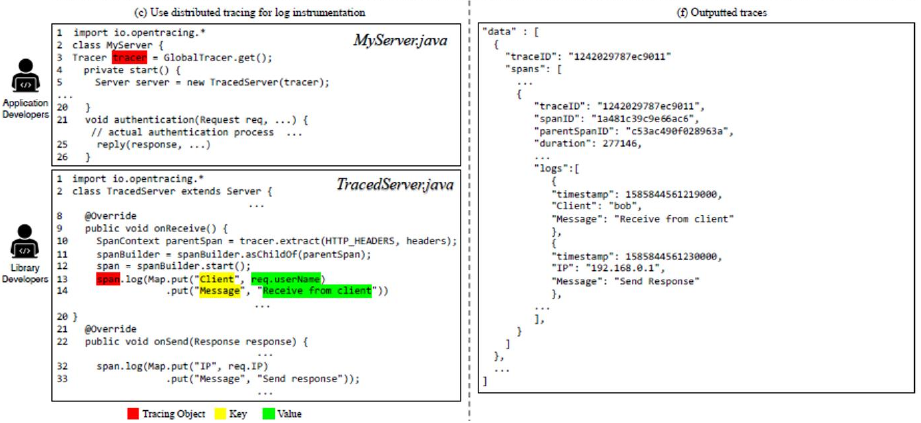 (c) Use distributed tracing for log instrumentation
MyServer.java
1 import io.opentracing.*
2 class MyServer {
3 Tracer tracer = GlobalTracer.get();
4 private start() {
5 Server server = new TracedServer(tracer);
...
20 }
21 void authentication(Request req, ...) {
// actual authentication process ...
25 reply(response, ...)
26 }
Application
Developers
TracedServer.java
1 import io.opentracing.*
2 class TracedServer extends Server {
...
8 @Override
9 public void onReceive() {
10 SpanContext parentSpan = tracer.extract(HTTP_HEADERS, headers);
11 spanBuilder = spanBuilder.asChildOf(parentSpan);
12 span = spanBuilder.start();
13 span.log(Map.put("Client", req.userName)
14 .put("Message", "Receive from client"))
...
20 }
21 @Override
22 public void onSend(Response response) {
...
32 span.log(Map.put("IP", req.IP)
33 .put("Message", "Send response"));
...
Library
Developers
Tracing Object Key Value
(f) Outputted traces
"data" : [
{
"traceID": "1242029787ec9011"
"spans": [
...
{
"traceID": "1242029787ec9011",
"spanID": "1a481c39c9e66ac6",
"parentSpanID": "c53ac490f028963a",
"duration": 277146,
...
"logs":[
{
"timestamp": 1585844561219000,
"Client": "bob",
"Message": "Receive from client"
},
{
"timestamp": 1585844561230000,
"IP": "192.168.0.1",
"Message": "Send Response"
},
...
],
}
]
},
...
]